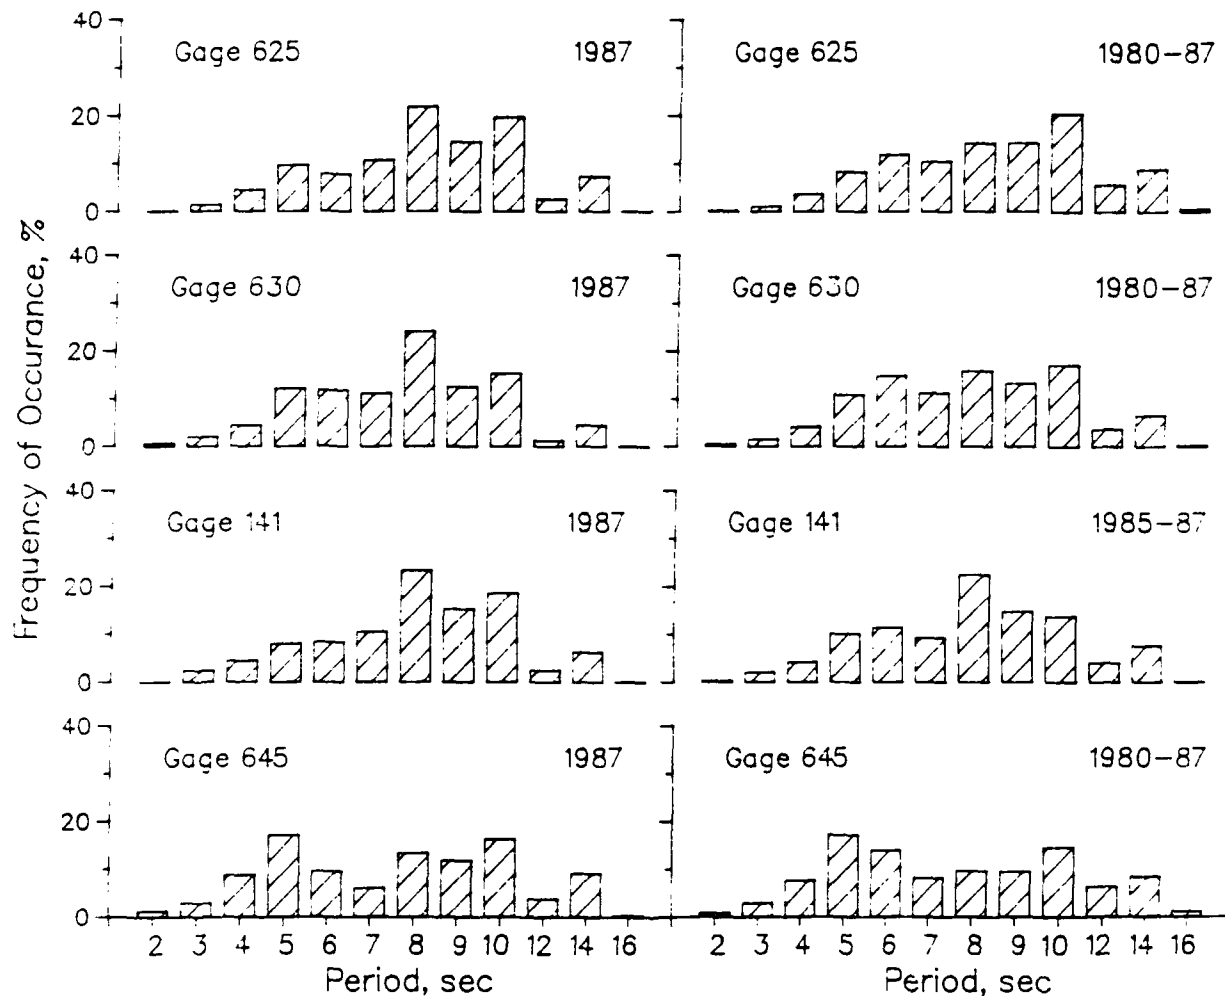 40
Gage 625 1987
Gage 625 1980-87
20
0
40
Gage 630 1987
Gage 630 1980-87
20
0
40
Gage 141 1987
Gage 141 1985-87
20
0
40
Gage 645 1987
Gage 645 1980-87
20
0
2 3 4 5 6 7 8 9 10 12 14 16
2 3 4 5 6 7 8 9 10 12 14 16
Period, sec
Period, sec
Frequency of Occurance, %